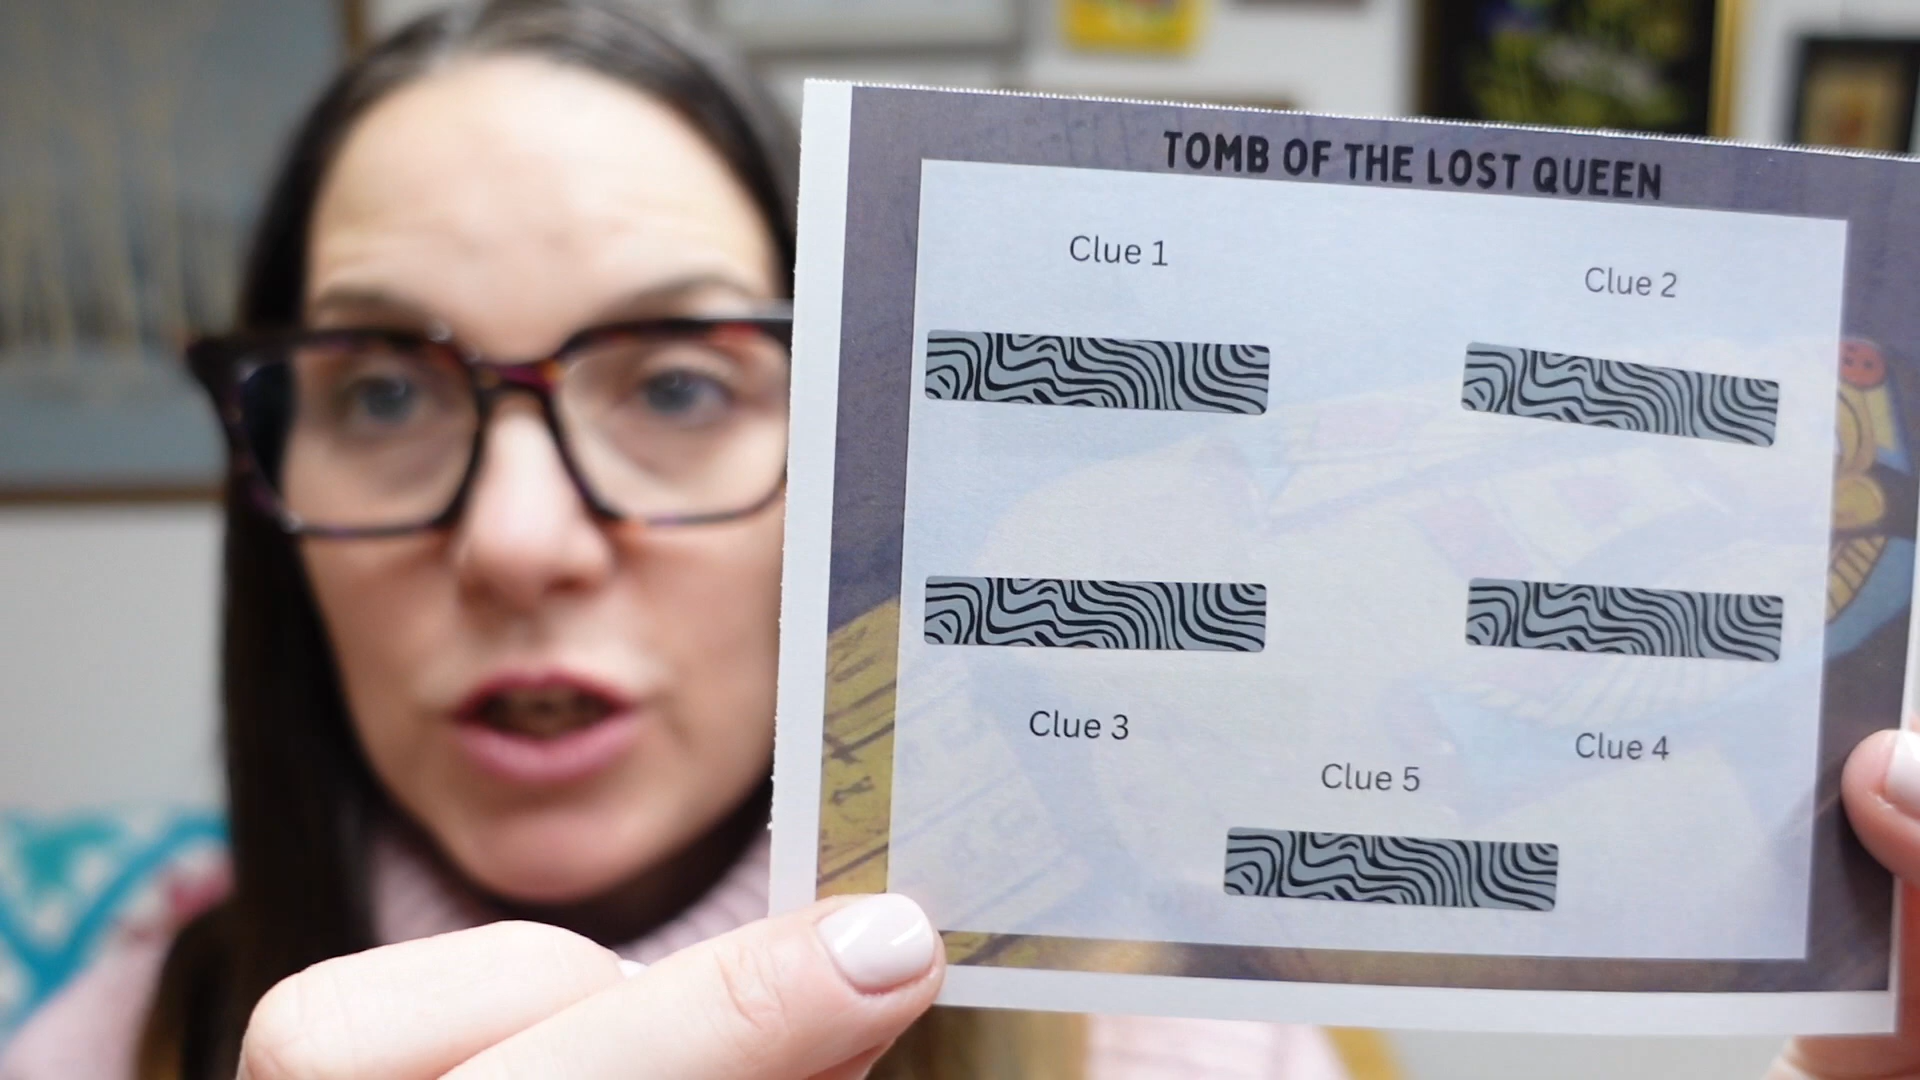 TOMB OF THE LOST QUEEN
Clue 1
Clue 2
Clue 3
Clue 4
Clue 5